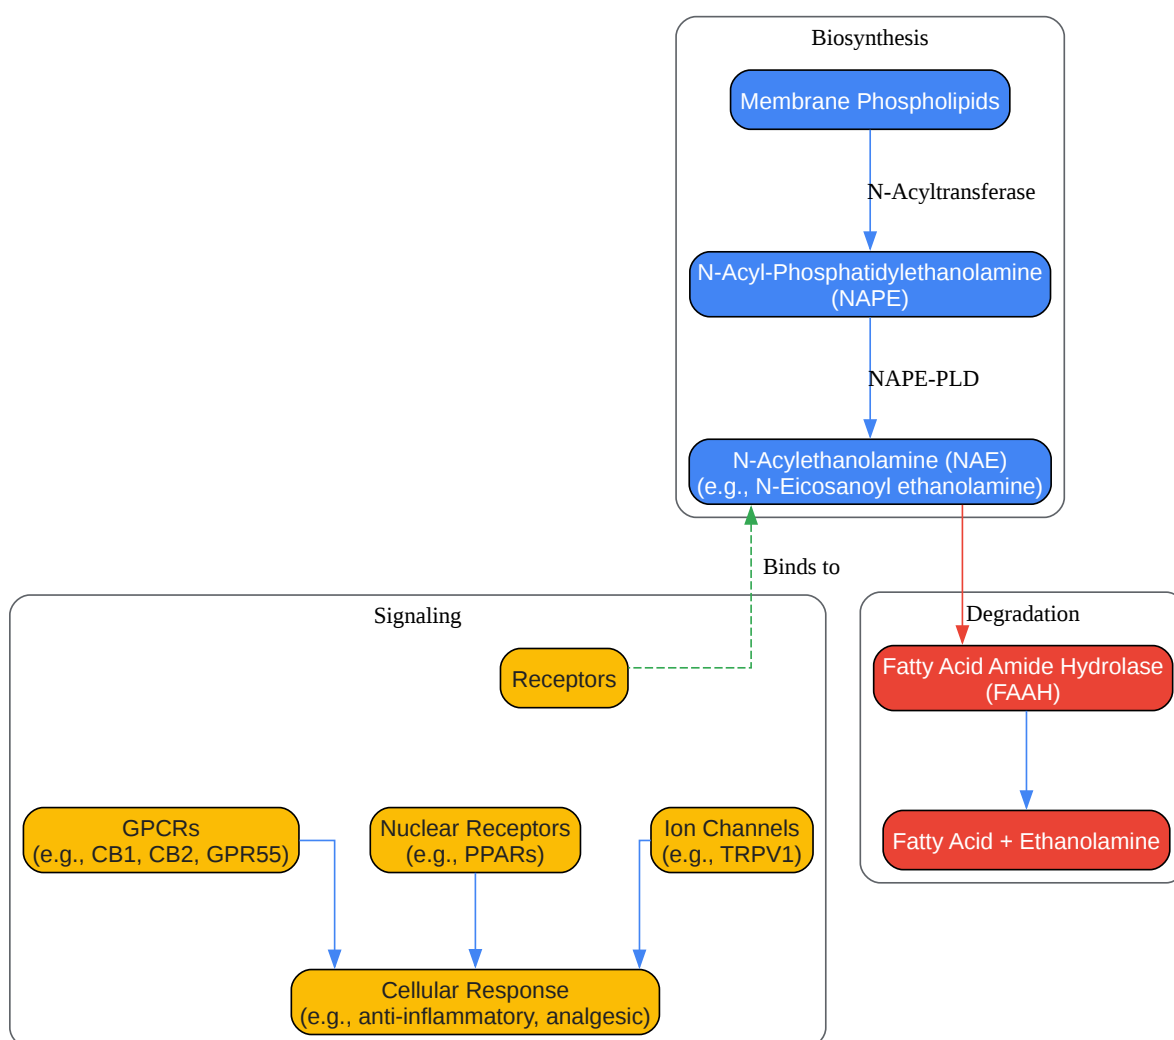 Biosynthesis
Membrane Phospholipids
N-Acyltransferase
N-Acyl-Phosphatidylethanolamine
(NAPE)
NAPE-PLD
N-Acylethanolamine (NAE)
(e.g., N-Eicosanoyl ethanolamine)
Binds to
Signaling
Receptors
GPCRs
(e.g., CB1, CB2, GPR55)
Nuclear Receptors
(e.g., PPARs)
Ion Channels
(e.g., TRPV1)
Cellular Response
(e.g., anti-inflammatory, analgesic)
Degradation
Fatty Acid Amide Hydrolase
(FAAH)
Fatty Acid + Ethanolamine